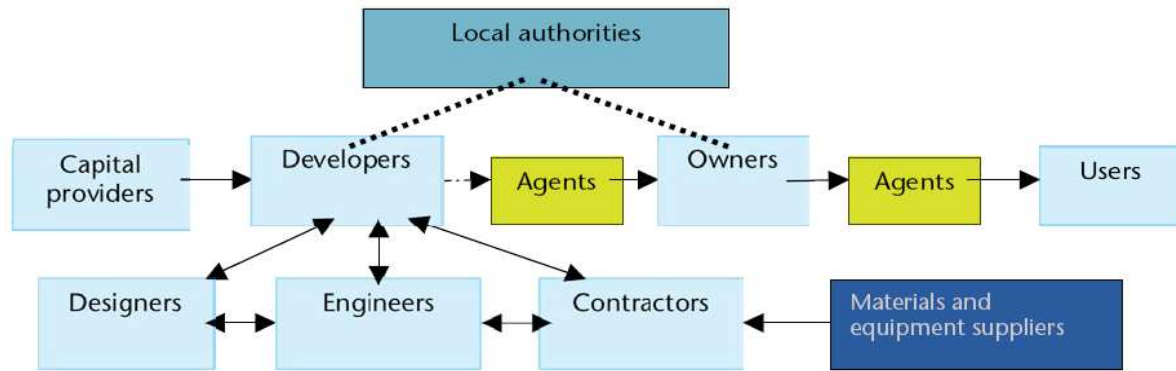 Local authorities
Capital
providers
Developers
Agents
Owners
Agents
Users
Designers
Engineers
Contractors
Materials and
equipment suppliers